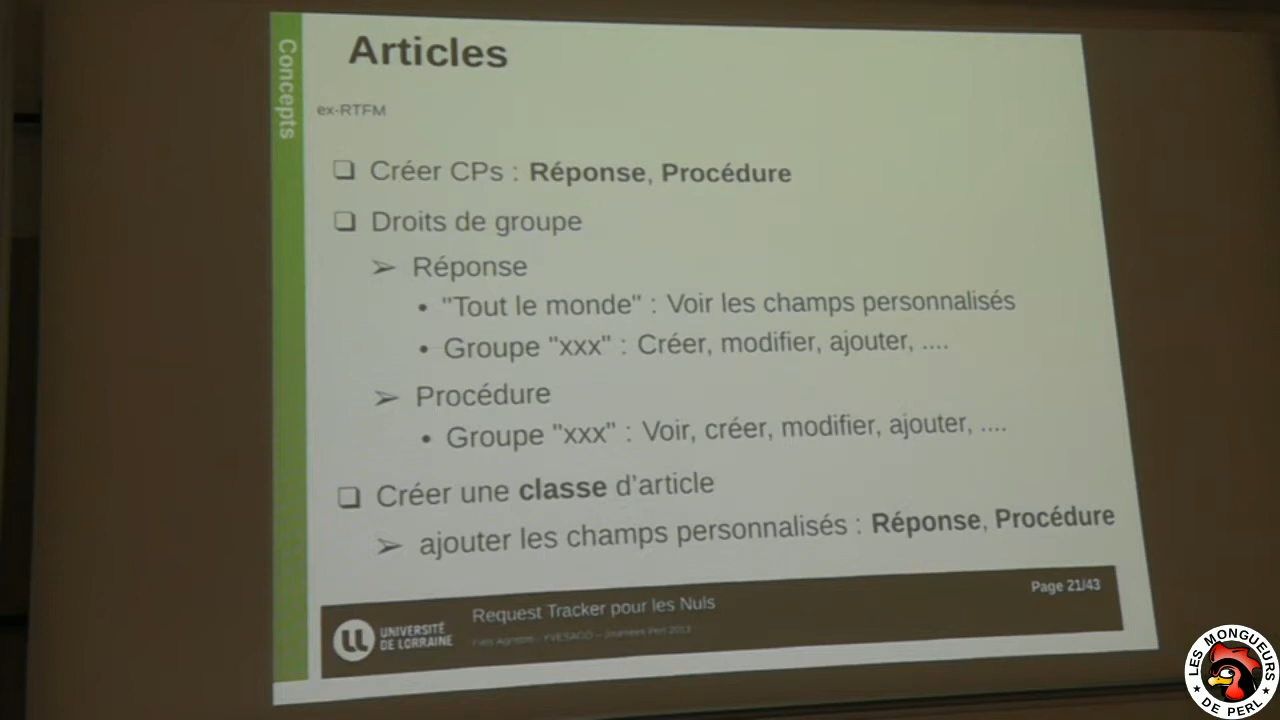 Concepts
Articles
ex-RTFM
❑ Créer CPs : Réponse, Procédure
❑ Droits de groupe
➢ Réponse
• "Tout le monde" : Voir les champs personnalisés
• Groupe "xxx" : Créer, modifier, ajouter, ....
➢ Procédure
• Groupe "xxx" : Voir, créer, modifier, ajouter, ....
❑ Créer une classe d'article
➢ ajouter les champs personnalisés : Réponse, Procédure
Page 21/43
Request Tracker pour les Nuls
Yves Agostini - YVESAGO – Journées Perl 2013
UNIVERSITÉ
DE LORRAINE
LES MONGUEURS
DE PERL